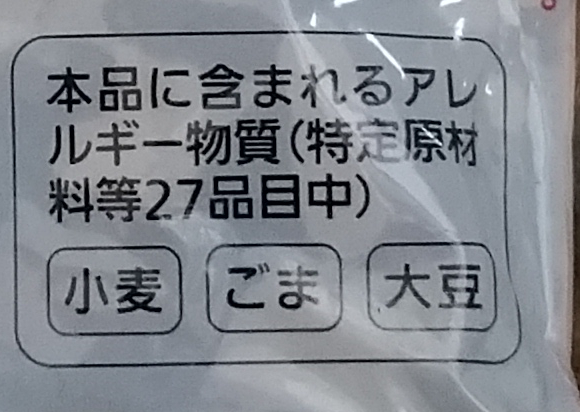 本品に含まれるアレ
ルギー物質(特定原材
料等27品目中)
小麦 ごま 大豆